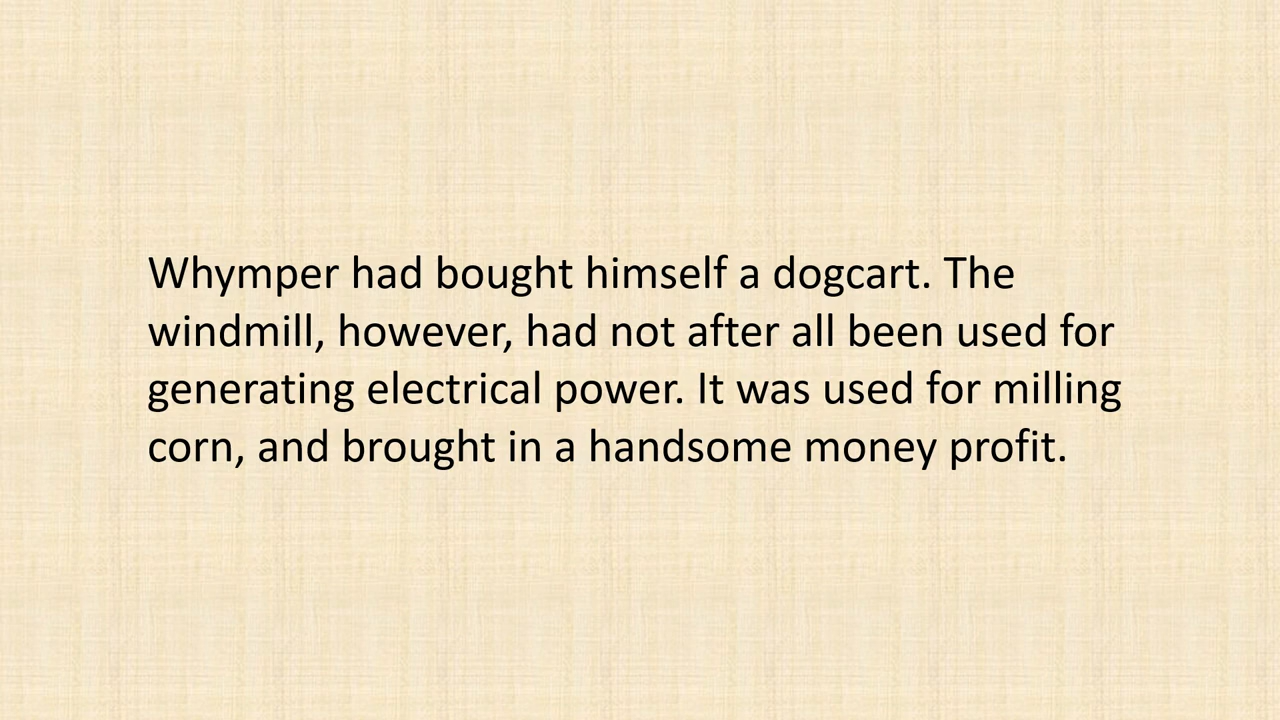 Whymper had bought himself a dogcart. The
windmill, however, had not after all been used for
generating electrical power. It was used for milling
corn, and brought in a handsome money profit.